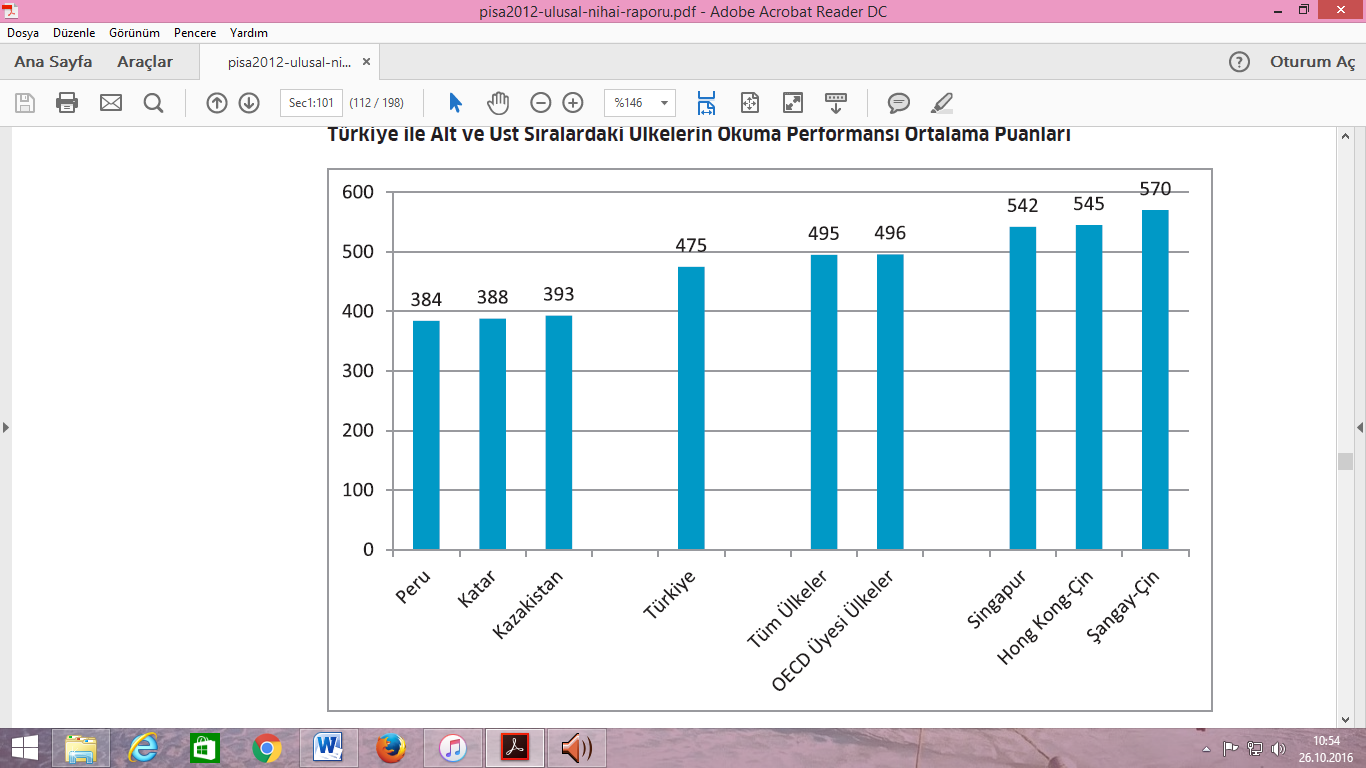 pisa2012-ulusal-nihai-raporu.pdf - Adobe Acrobat Reader DC
Dosya Düzenle Görünüm Pencere Yardım
Ana Sayfa Araçlar pisa2012-ulusal-ni... × ? Oturum Aç
Sec1:101 (112 / 198) %146
Türkiye ile Alt ve Üst Sıralardaki Ülkelerin Okuma Performansı Ortalama Puanları
600
500
400
300
200
100
0
384
388
393
475
495
496
542
545
570
Peru
Katar
Kazakistan
Türkiye
Tüm Ülkeler
OECD Üyesi Ülkeler
Singapur
Hong Kong-Çin
Şangay-Çin
10:54
26.10.2016